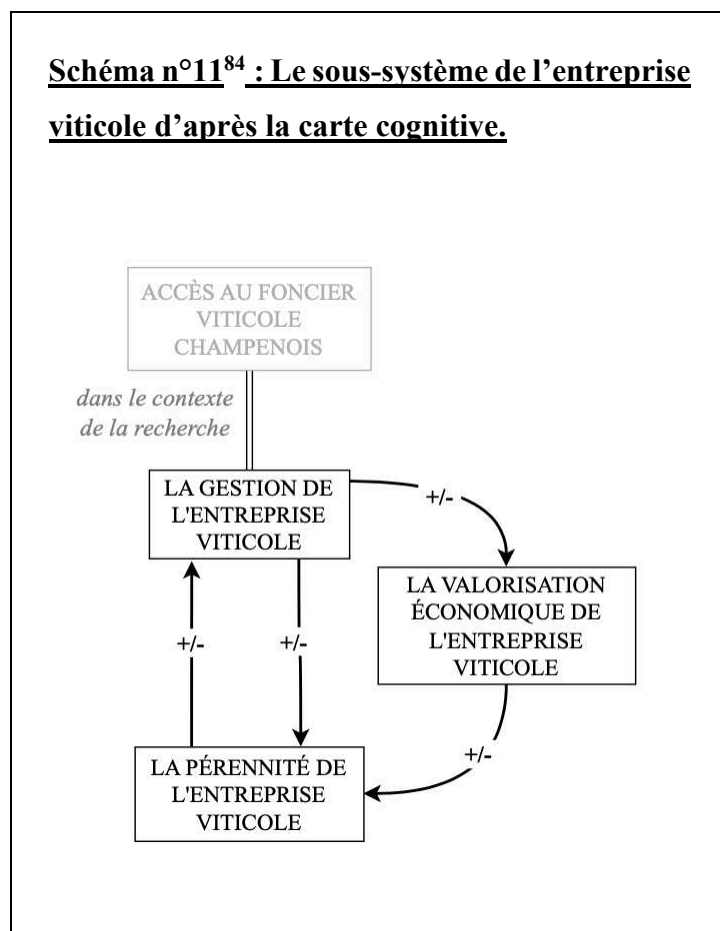 Schéma n°11⁸⁴ : Le sous-système de l’entreprise
viticole d’après la carte cognitive.
ACCÈS AU FONCIER
VITICOLE
CHAMPENOIS
dans le contexte
de la recherche
LA GESTION DE
L'ENTREPRISE
VITICOLE
+/-
LA VALORISATION
ÉCONOMIQUE DE
L'ENTREPRISE
VITICOLE
+/-
+/-
+/-
LA PÉRENNITÉ DE
L'ENTREPRISE
VITICOLE